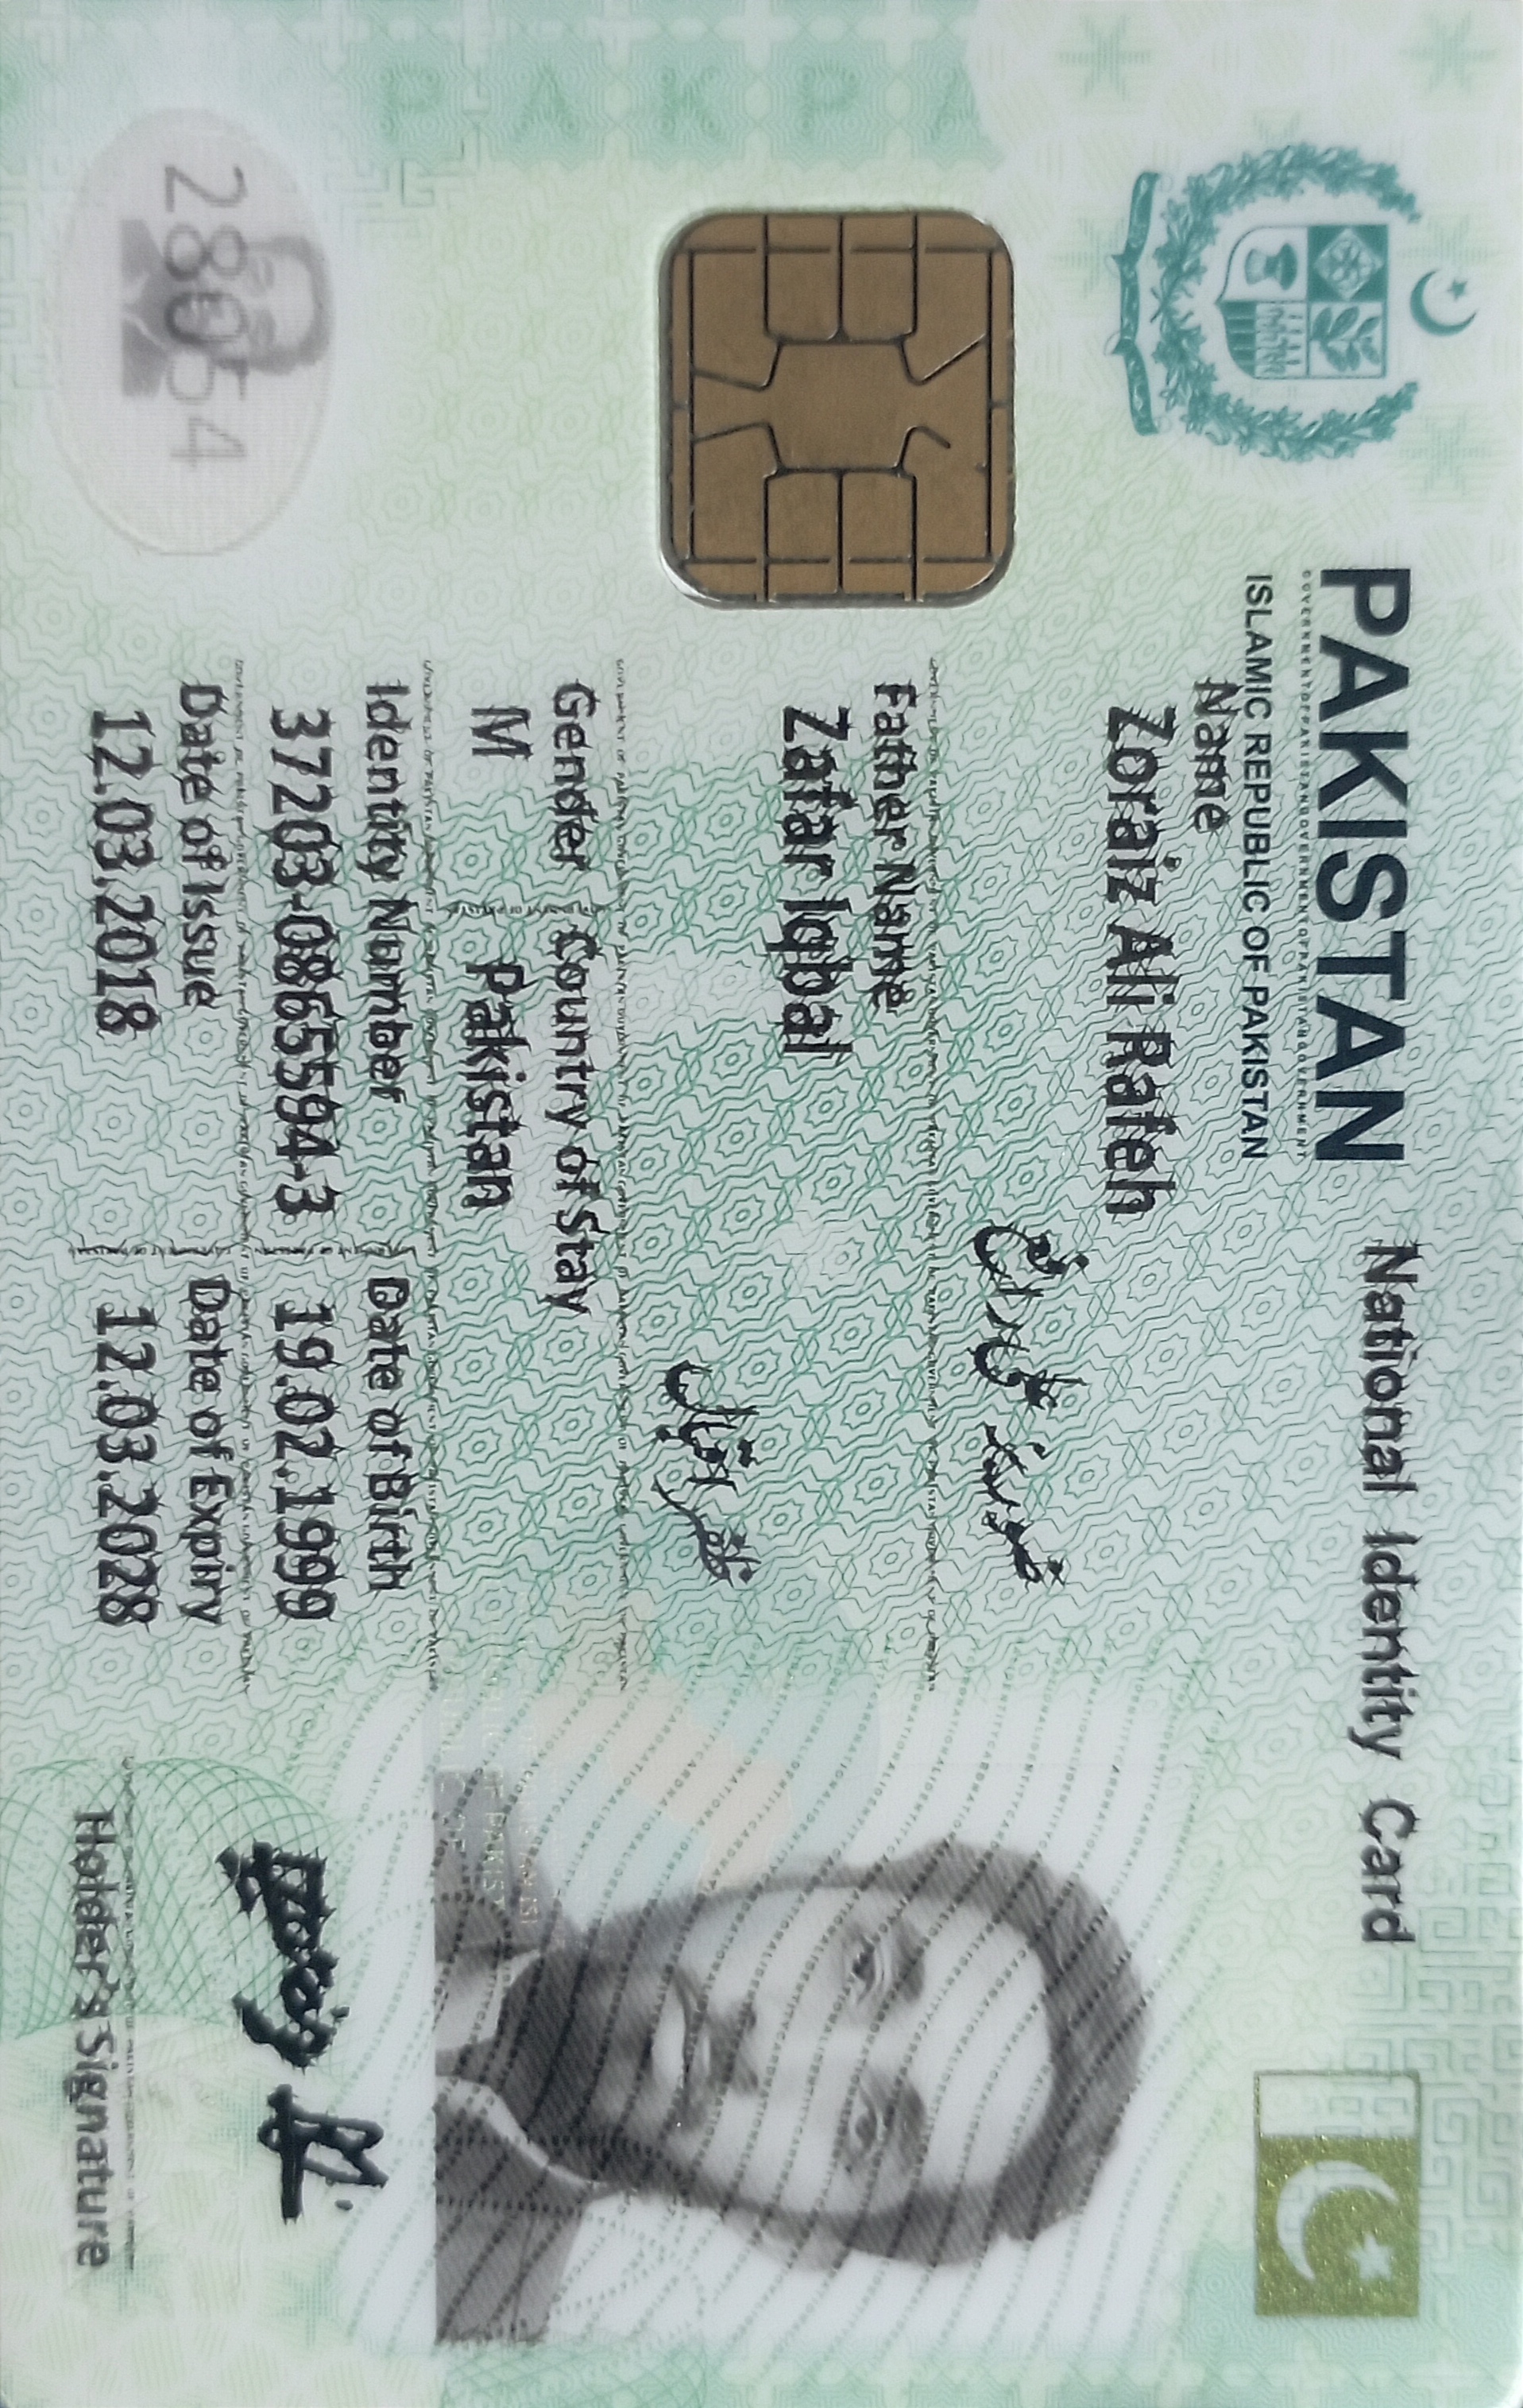 PAKISTAN National Identity Card
ISLAMIC REPUBLIC OF PAKISTAN
Name
Zoraiz Ali Rafeh
ضوریز علی رافع
Father Name
Zafar Iqbal
ظفر اقبال
Gender Country of Stay
M Pakistan
Identity Number Date of Birth
37203-0865594-3 19.02.1999
Date of Issue Date of Expiry
12.03.2018 12.03.2028
28054
Holder's Signature